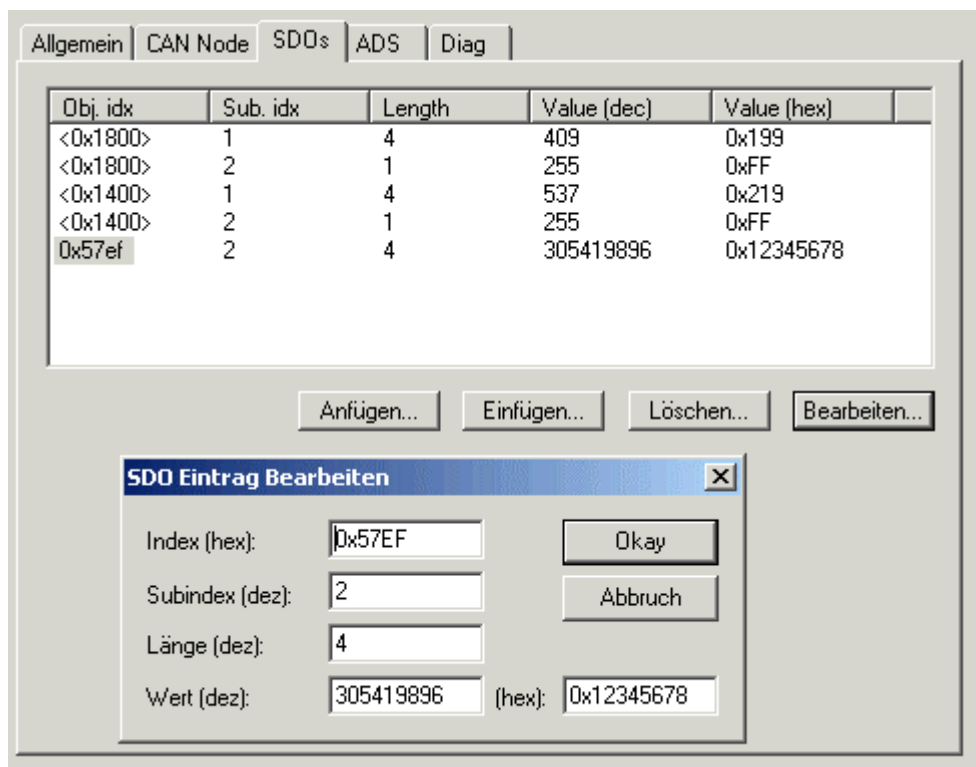 Allgemein CAN Node SDOs ADS Diag
Obj. idx Sub. idx Length Value (dec) Value (hex)
<0x1800> 1 4 409 0x199
<0x1800> 2 1 255 0xFF
<0x1400> 1 4 537 0x219
<0x1400> 2 1 255 0xFF
0x57ef 2 4 305419896 0x12345678
Anfügen... Einfügen... Löschen... Bearbeiten...
SDO Eintrag Bearbeiten
Index (hex): 0x57EF Okay
Subindex (dez): 2 Abbruch
Länge (dez): 4
Wert (dez): 305419896 (hex): 0x12345678